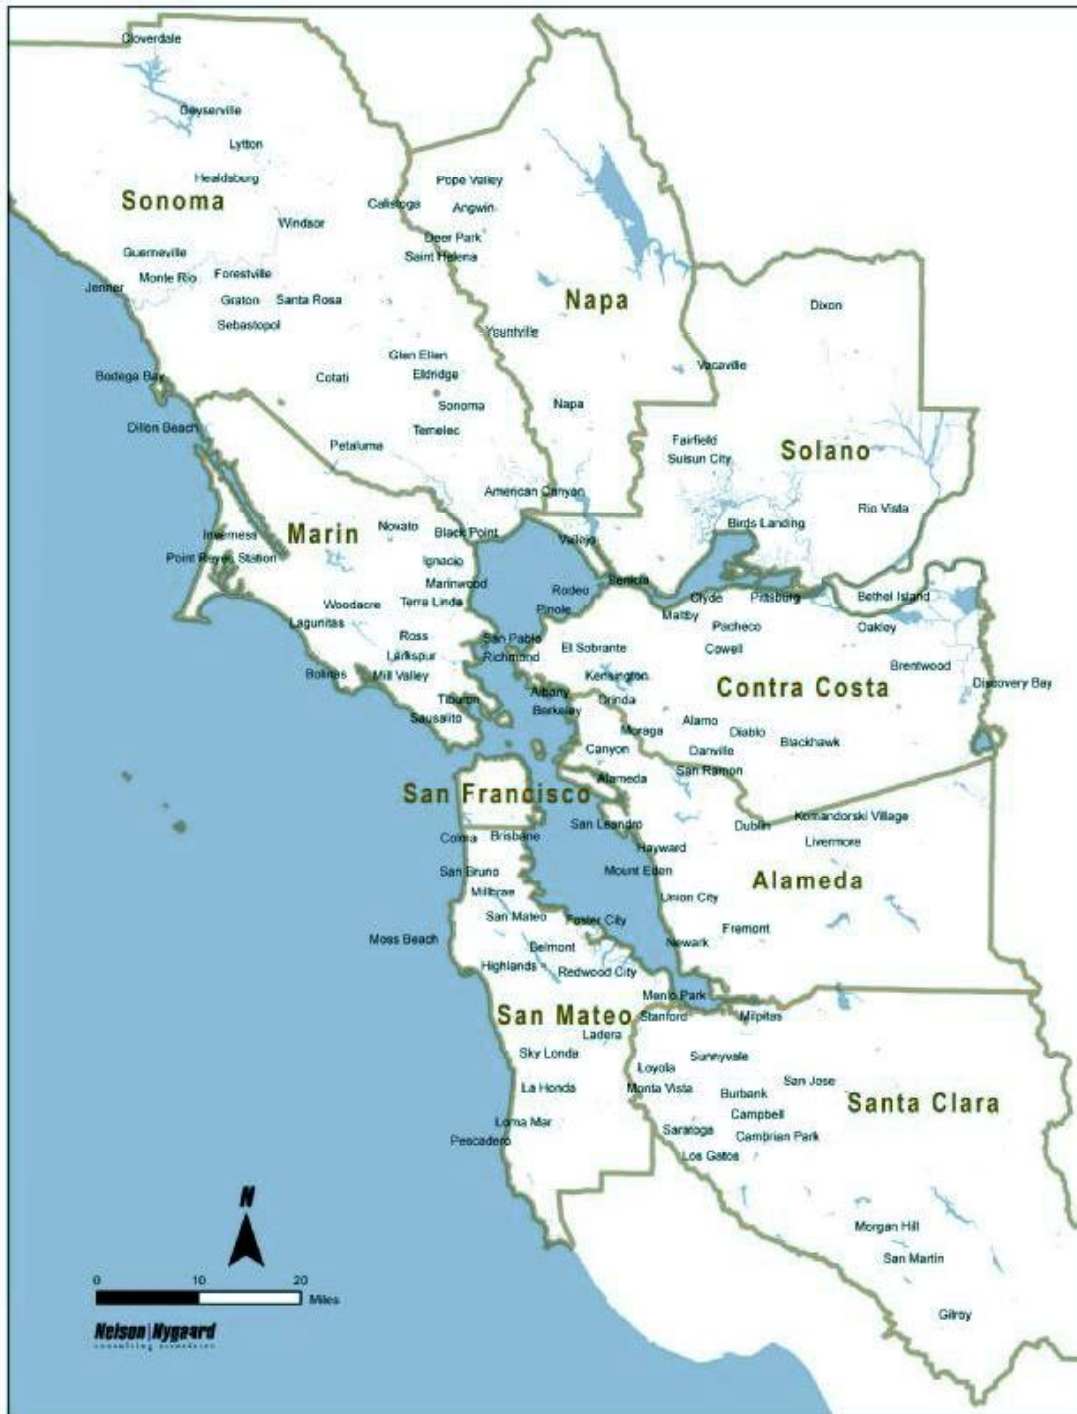 Cloverdale
Geyserville
Lytton
Healdsburg
Sonoma
Windsor
Calistoga
Pope Valley
Angwin
Deer Park
Saint Helena
Guerneville
Monte Rio
Forestville
Jenner
Graton
Santa Rosa
Sebastopol
Napa
Dixon
Yountville
Glen Ellen
Eldridge
Vacaville
Bodega Bay
Cotati
Sonoma
Napa
Dillon Beach
Temelec
Petaluma
Fairfield
Suisun City
Solano
American Canyon
Rio Vista
Birds Landing
Marin
Novato
Black Point
Vallejo
Inverness
Point Reyes Station
Ignacio
Marinwood
Benicia
Rodeo
Clyde
Pittsburg
Bethel Island
Woodacre
Terra Linda
Pinole
Maltby
Lagunitas
Pacheco
Oakley
Ross
San Pablo
El Sobrante
Cowell
Larkspur
Richmond
Brentwood
Bolinas
Mill Valley
Kensington
Contra Costa
Discovery Bay
Tiburon
Albany
Orinda
Sausalito
Berkeley
Moraga
Alamo
Diablo
Blackhawk
Canyon
Danville
San Ramon
Alameda
San Francisco
San Leandro
Dublin
Komandorski Village
Colma
Brisbane
Livermore
Hayward
San Bruno
Mount Eden
Alameda
Millbrae
Union City
San Mateo
Foster City
Fremont
Moss Beach
Belmont
Newark
Highlands
Redwood City
Menlo Park
San Mateo
Stanford
Milpitas
Ladera
Sky Londa
Sunnyvale
Loyola
La Honda
Monta Vista
San Jose
Burbank
Santa Clara
Campbell
Loma Mar
Saratoga
Cambrian Park
Pescadero
Los Gatos
N
Morgan Hill
San Martin
0 10 20
Miles
Gilroy
Nelson|Nygaard
consulting associates